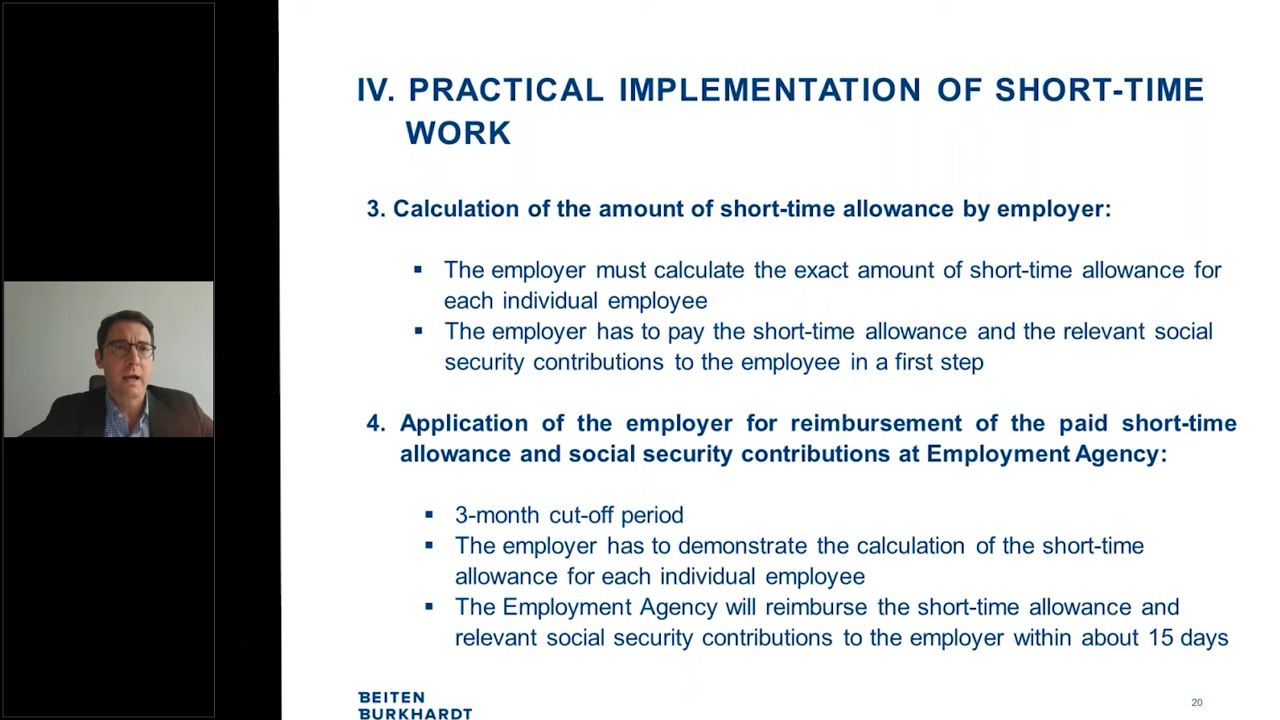 IV. PRACTICAL IMPLEMENTATION OF SHORT-TIME
WORK
3. Calculation of the amount of short-time allowance by employer:
▪ The employer must calculate the exact amount of short-time allowance for
each individual employee
▪ The employer has to pay the short-time allowance and the relevant social
security contributions to the employee in a first step
4. Application of the employer for reimbursement of the paid short-time
allowance and social security contributions at Employment Agency:
▪ 3-month cut-off period
▪ The employer has to demonstrate the calculation of the short-time
allowance for each individual employee
▪ The Employment Agency will reimburse the short-time allowance and
relevant social security contributions to the employer within about 15 days
BEITEN
BURKHARDT
20